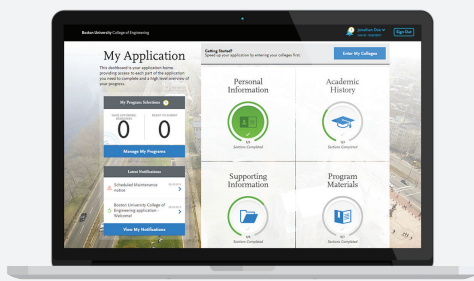 Boston University College of Engineering
Jonathan Doe
Sign Out
My Application
This dashboard is your application home
providing access to each part of the application
you need to complete and a high level overview of
your progress.
Getting Started?
Speed up your application by entering your colleges first.
Enter My Colleges
My Program Selections
0
0
Manage My Programs
Latest Notifications
Scheduled Maintenance
notice
Boston University College of
Engineering application -
Welcome!
View My Notifications
Personal
Information
Sections Completed
Academic
History
Sections Completed
Supporting
Information
Sections Completed
Program
Materials
Sections Completed